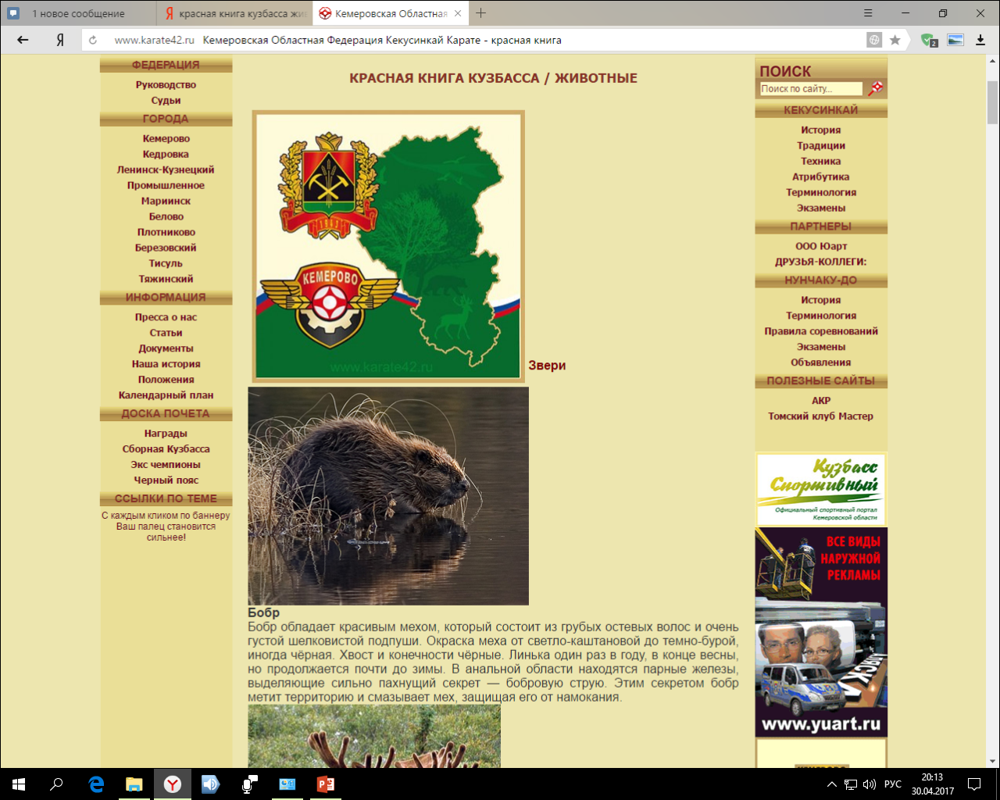 1 новое сообщение
красная книга кузбасса жи
Кемеровская Областная
www.karate42.ru Кемеровская Областная Федерация Кекусинкай Карате - красная книга
2
ФЕДЕРАЦИЯ
Руководство
Судьи
ГОРОДА
Кемерово
Кедровка
Ленинск-Кузнецкий
Промышленное
Мариинск
Белово
Плотниково
Березовский
Тисуль
Тяжинский
ИНФОРМАЦИЯ
Пресса о нас
Статьи
Документы
Наша история
Положения
Календарный план
ДОСКА ПОЧЕТА
Награды
Сборная Кузбасса
Экс чемпионы
Черный пояс
ССЫЛКИ ПО ТЕМЕ
С каждым кликом по баннеру
Ваш палец становится
сильнее!
КРАСНАЯ КНИГА КУЗБАССА / ЖИВОТНЫЕ
1943
КЕМЕРОВО
www.karate42.ru
Звери
Бобр
Бобр обладает красивым мехом, который состоит из грубых остевых волос и очень
густой шелковистой подпуши. Окраска меха от светло-каштановой до темно-бурой,
иногда чёрная. Хвост и конечности чёрные. Линька один раз в году, в конце весны,
но продолжается почти до зимы. В анальной области находятся парные железы,
выделяющие сильно пахнущий секрет — бобровую струю. Этим секретом бобр
метит территорию и смазывает мех, защищая его от намокания.
ПОИСК
Поиск по сайту...
КЕКУСИНКАЙ
История
Традиции
Техника
Атрибутика
Терминология
Экзамены
ПАРТНЕРЫ
ООО Юарт
ДРУЗЬЯ-КОЛЛЕГИ:
НУНЧАКУ-ДО
История
Терминология
Правила соревнований
Экзамены
Объявления
ПОЛЕЗНЫЕ САЙТЫ
АКР
Томский клуб Мастер
Кузбасс
Спортивный
Официальный спортивный портал
Кемеровской области
ВСЕ ВИДЫ
НАРУЖНОЙ
РЕКЛАМЫ
www.yuart.ru
РУС
20:13
30.04.2017